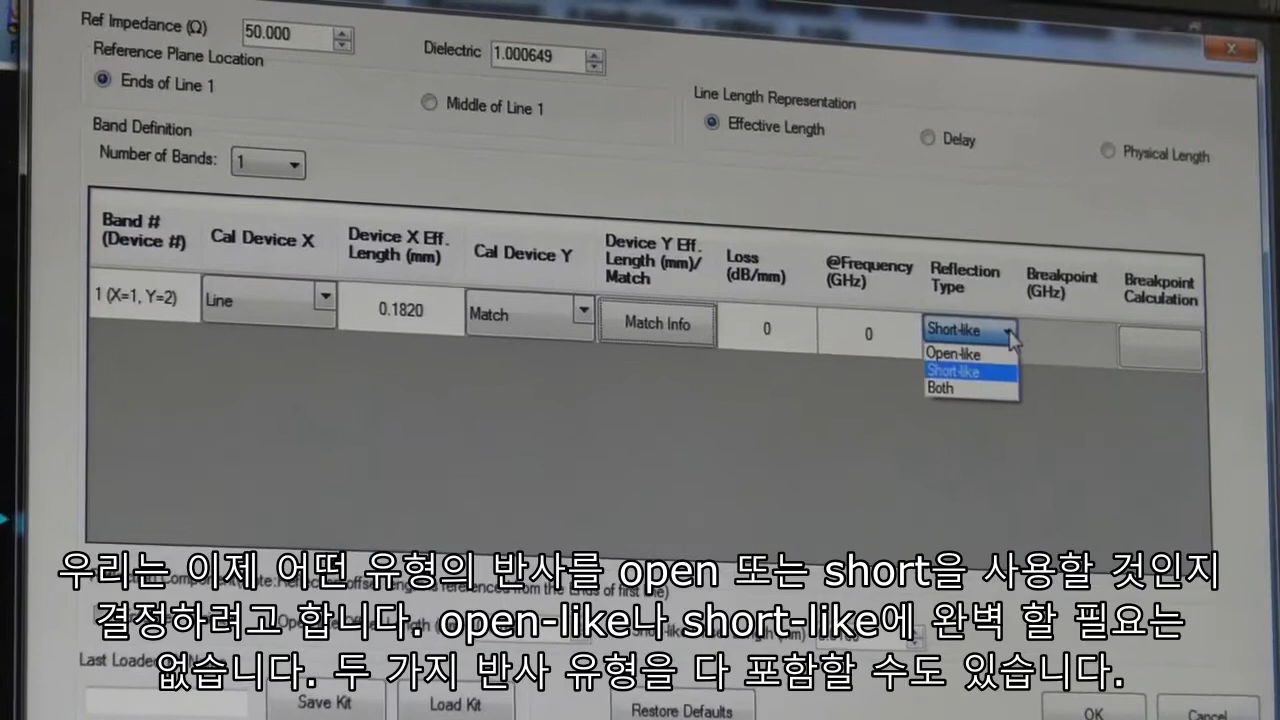 Ref Impedance (Ω) 50.000
Dielectric 1.000649
Reference Plane Location
Ends of Line 1
Middle of Line 1
Line Length Representation
Effective Length
Delay
Physical Length
Band Definition
Number of Bands: 1
Band # (Device #)
Cal Device X
Device X Eff. Length (mm)
Cal Device Y
Device Y Eff. Length (mm)/ Match
Loss (dB/mm)
@Frequency (GHz)
Reflection Type
Breakpoint (GHz)
Breakpoint Calculation
1 (X=1, Y=2)
Line
0.1820
Match
Match Info
0
0
Short-like
Open-like
Short-like
Both
우리는 이제 어떤 유형의 반사를 open 또는 short을 사용할 것인지
결정하려고 합니다. open-like나 short-like에 완벽 할 필요는
없습니다. 두 가지 반사 유형을 다 포함할 수도 있습니다.
Last Loaded
Save Kit
Load Kit
Restore Defaults
OK
Cancel